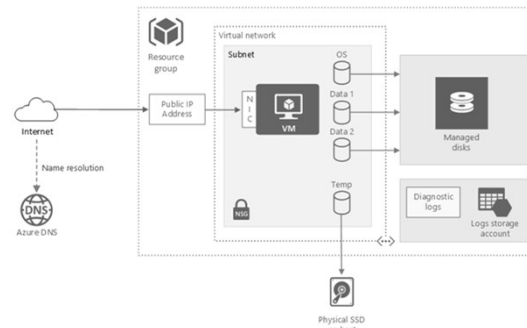 Resource
group
Virtual network
Subnet
OS
Data 1
Data 2
Temp
Public IP
Address
N
I
C
VM
NSG
Internet
Name resolution
DNS
Azure DNS
Managed
disks
Diagnostic
logs
Logs storage
account
Physical SSD